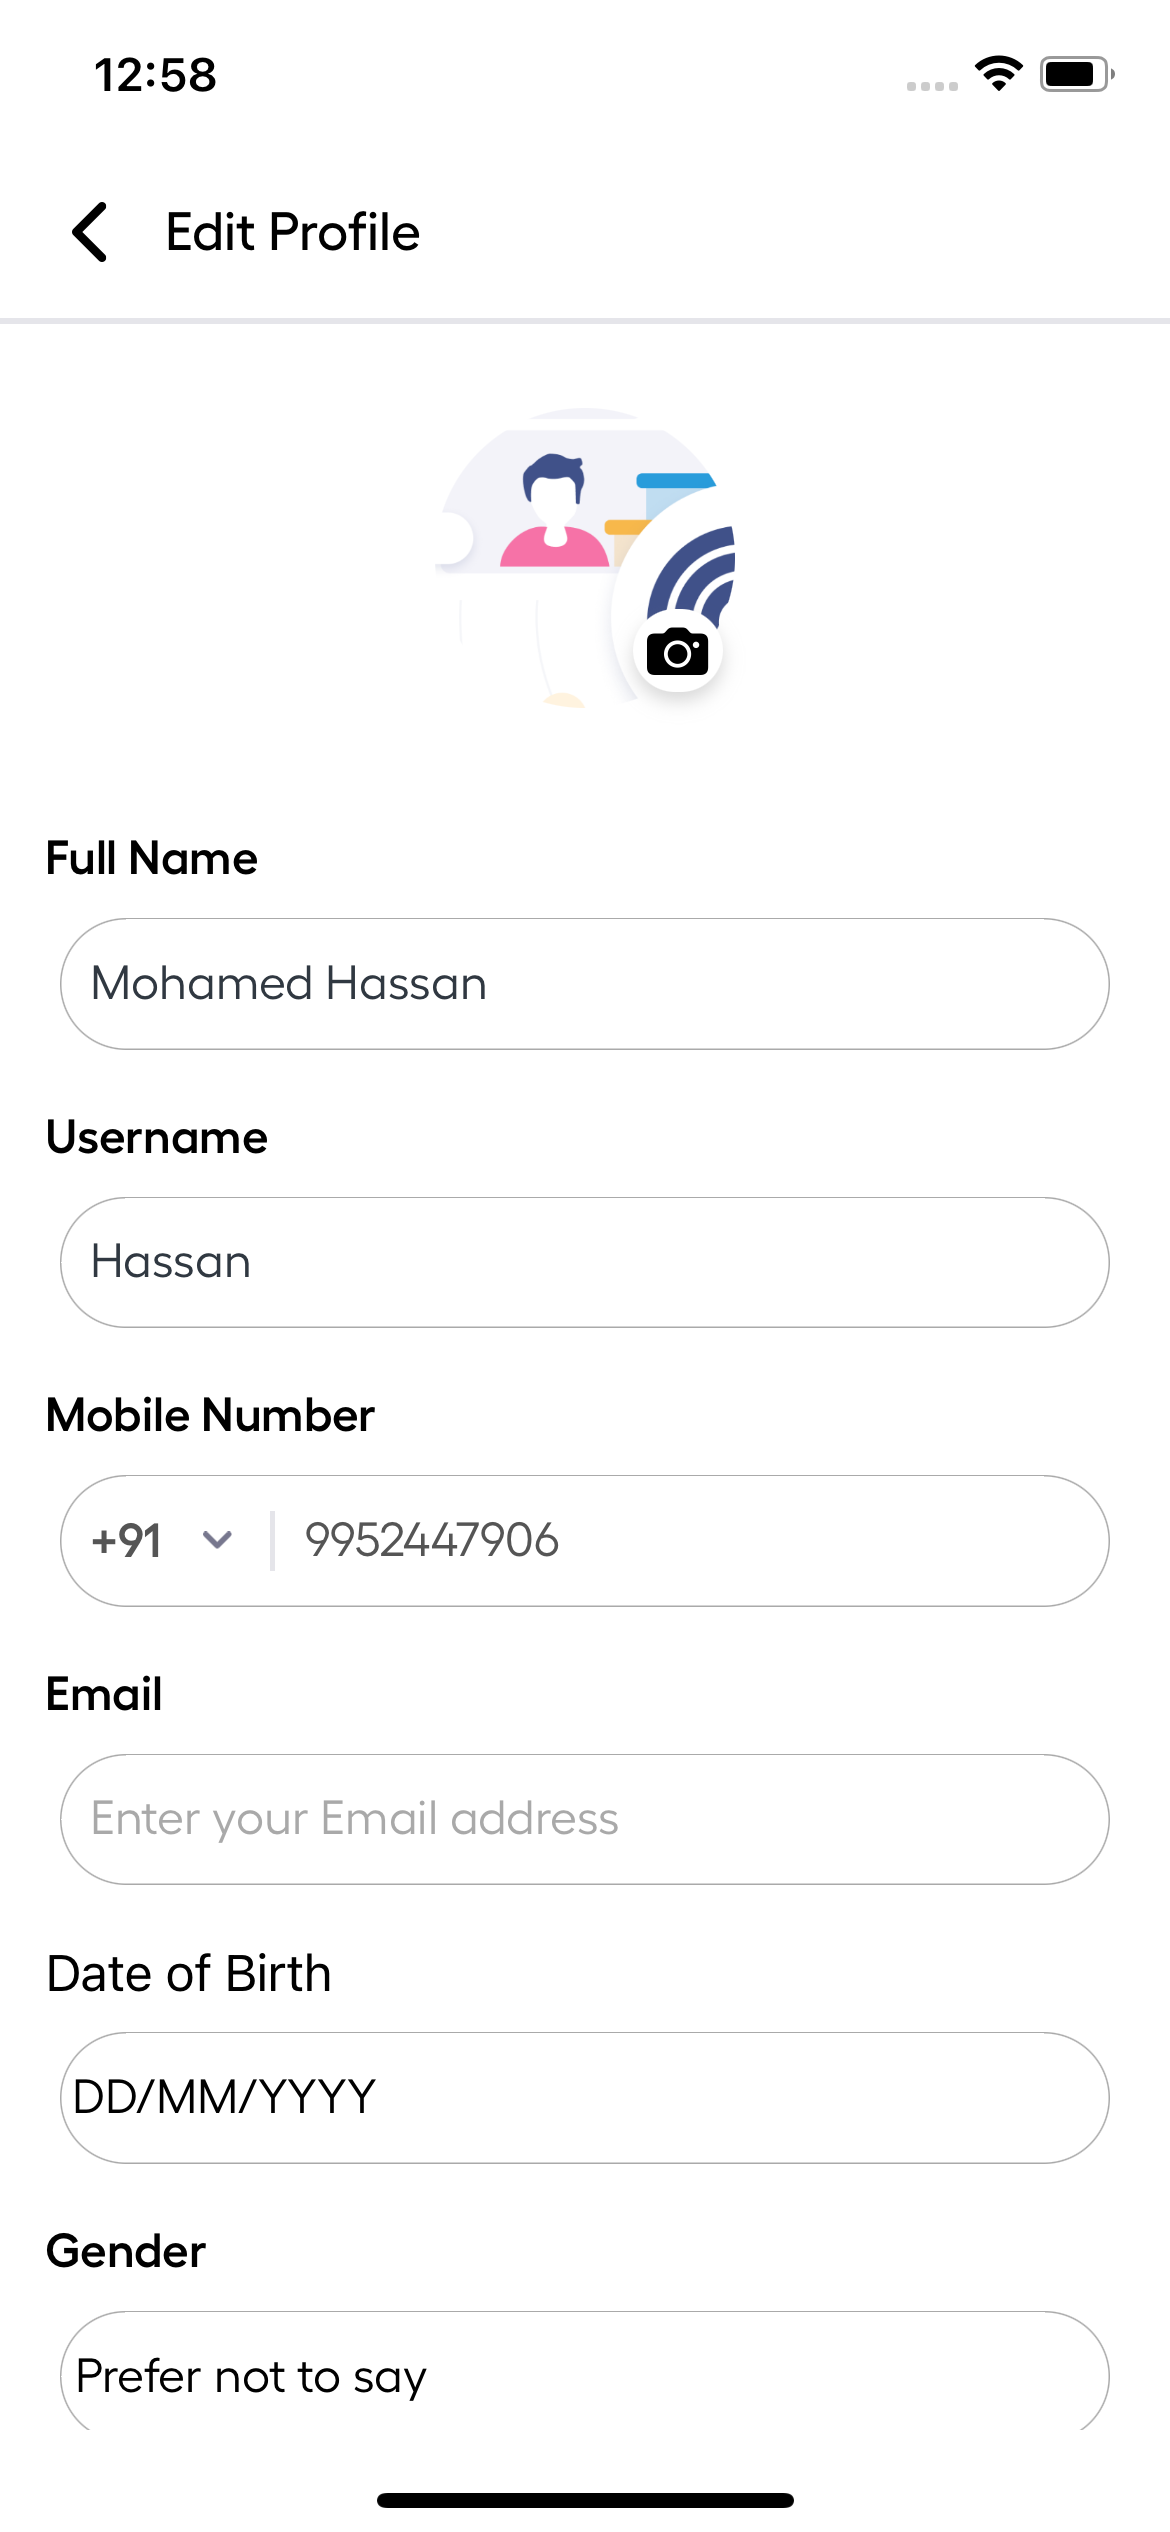 12:58
Edit Profile
Full Name
Mohamed Hassan
Username
Hassan
Mobile Number
+91 9952447906
Email
Enter your Email address
Date of Birth
DD/MM/YYYY
Gender
Prefer not to say